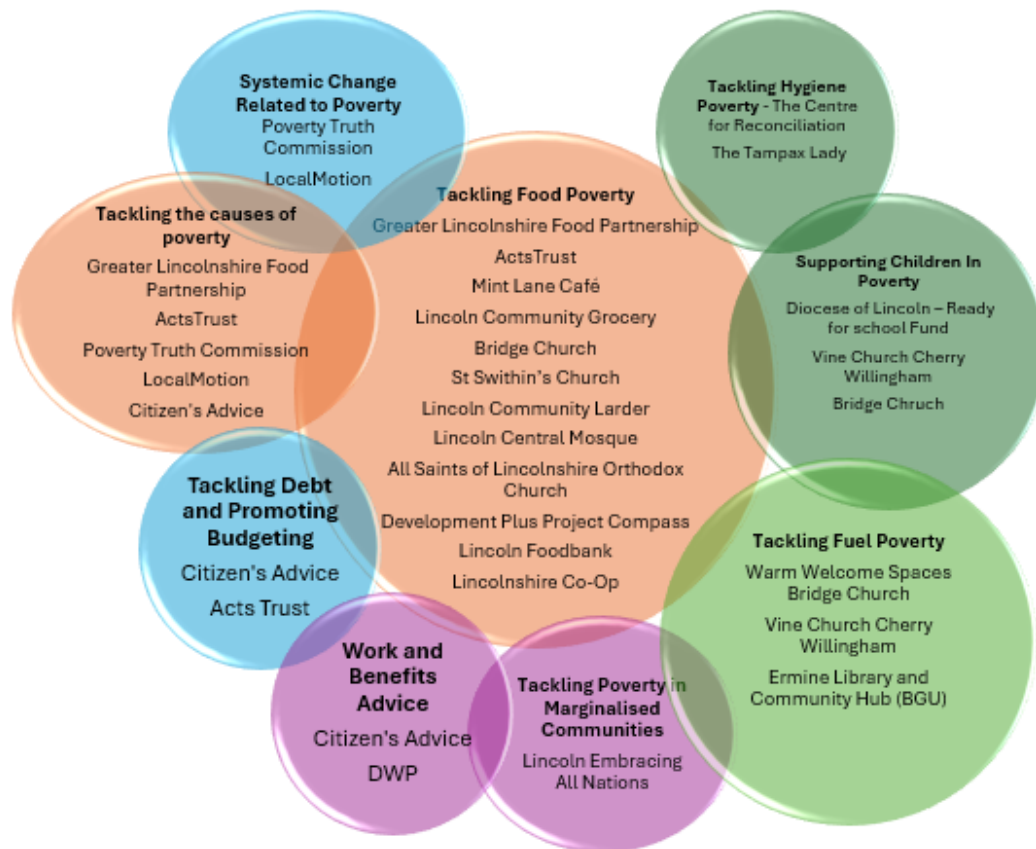 Systemic Change
Related to Poverty
Poverty Truth
Commission
LocalMotion
Tackling Hygiene
Poverty - The Centre
for Reconciliation
The Tampax Lady
Tackling the causes of
poverty
Greater Lincolnshire Food
Partnership
ActsTrust
Poverty Truth Commission
LocalMotion
Citizen's Advice
Tackling Food Poverty
Greater Lincolnshire Food Partnership
ActsTrust
Mint Lane Café
Lincoln Community Grocery
Bridge Church
St Swithin's Church
Lincoln Community Larder
Lincoln Central Mosque
All Saints of Lincolnshire Orthodox
Church
Development Plus Project Compass
Lincoln Foodbank
Lincolnshire Co-Op
Supporting Children In
Poverty
Diocese of Lincoln – Ready
for school Fund
Vine Church Cherry
Willingham
Bridge Chruch
Tackling Debt
and Promoting
Budgeting
Citizen's Advice
Acts Trust
Tackling Fuel Poverty
Warm Welcome Spaces
Bridge Church
Vine Church Cherry
Willingham
Ermine Library and
Community Hub (BGU)
Work and
Benefits
Advice
Citizen's Advice
DWP
Tackling Poverty in
Marginalised
Communities
Lincoln Embracing
All Nations